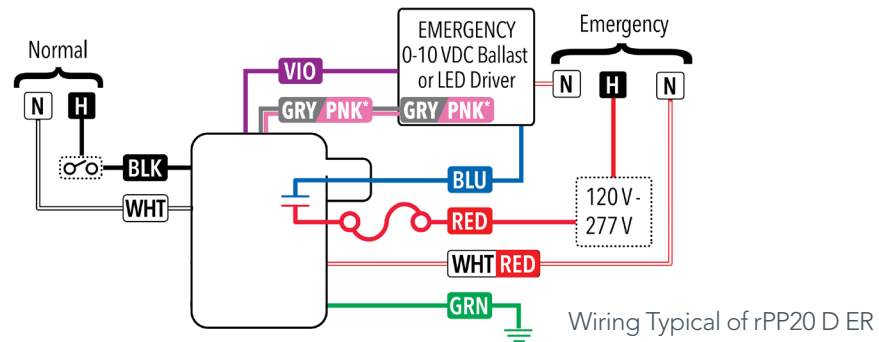 Normal
N
H
BLK
WHT
VIO
GRY/PNK*
GRY/PNK*
EMERGENCY
0-10 VDC Ballast
or LED Driver
Emergency
N
H
N
BLU
RED
120 V -
277 V
WHT RED
GRN
Wiring Typical of rPP20 D ER